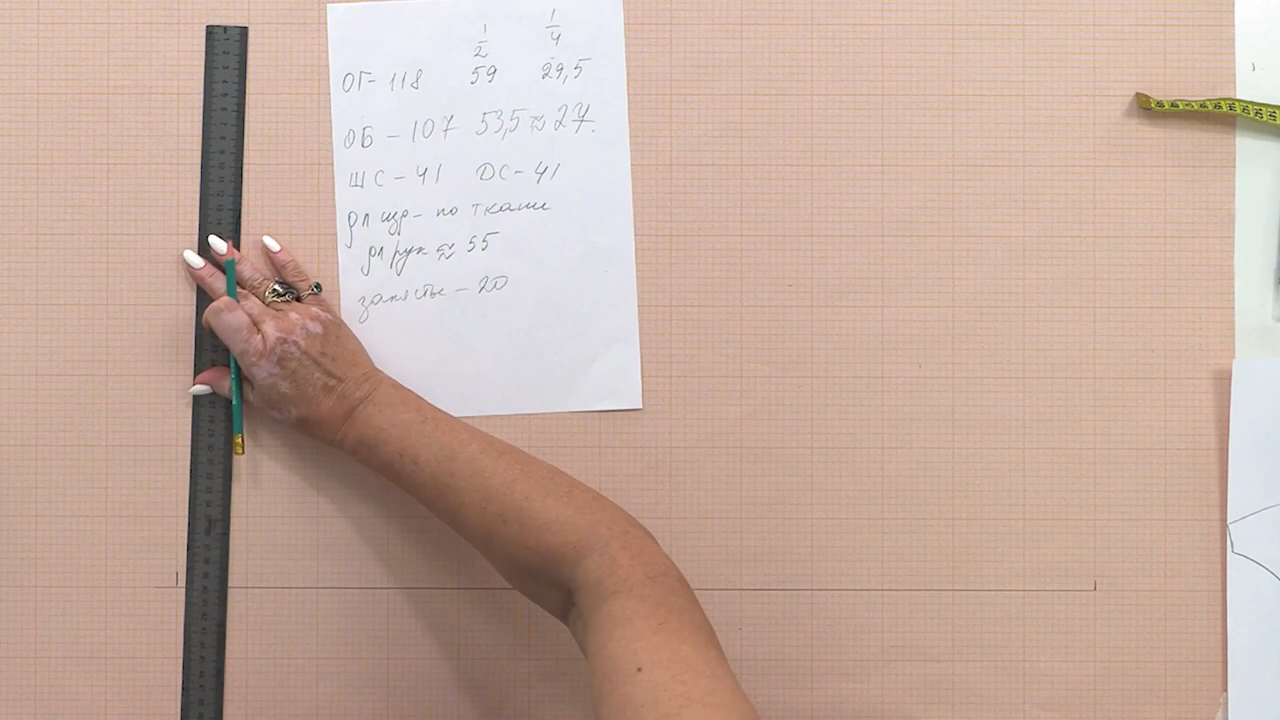 1/2 1/4
ОГ- 118 59 29,5
ОБ - 107 53,5 ≈ 27.
ШС - 41 ДС - 41
дл изд- по ткани
дл рук ≈ 55
запястье - 20